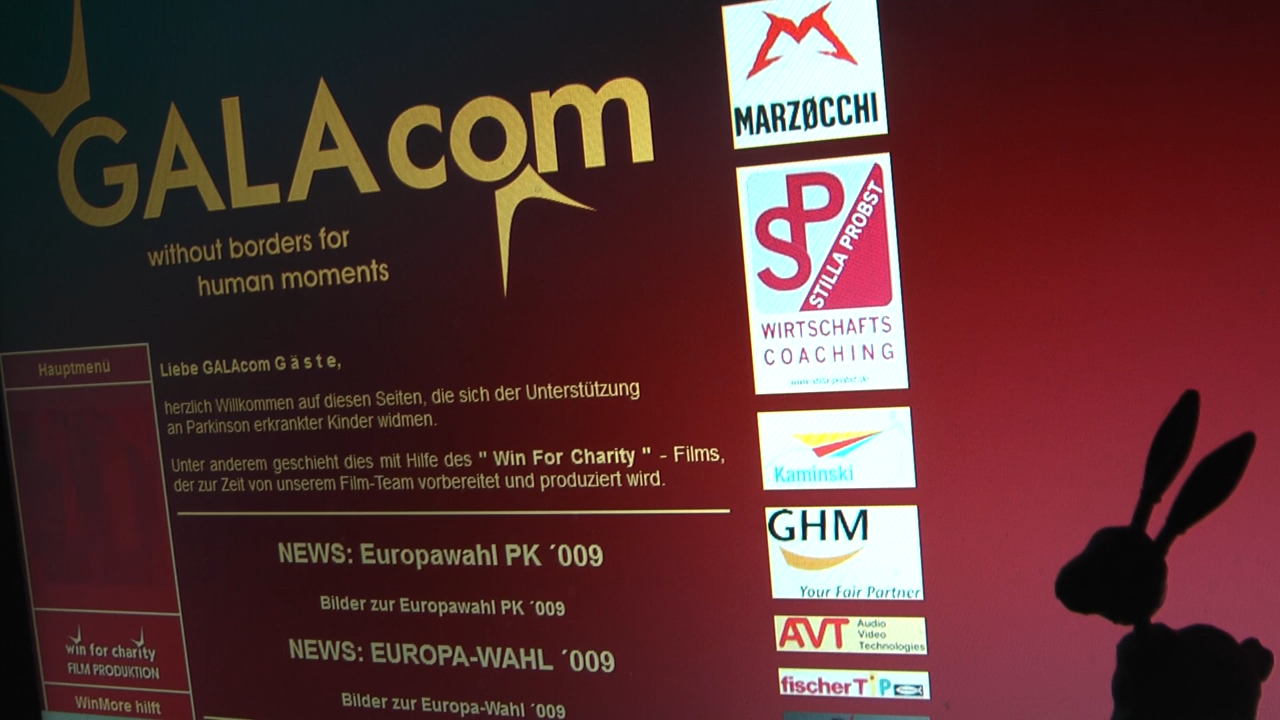 GALAcom
without borders for
human moments
Hauptmenü
Liebe GALAcom G ä s t e,
herzlich Willkommen auf diesen Seiten, die sich der Unterstützung
an Parkinson erkrankter Kinder widmen.
Unter anderem geschieht dies mit Hilfe des " Win For Charity " - Films,
der zur Zeit von unserem Film-Team vorbereitet und produziert wird.
NEWS: Europawahl PK ´009
Bilder zur Europawahl PK ´009
NEWS: EUROPA-WAHL ´009
Bilder zur Europa-Wahl ´009
win for charity
FILM PRODUKTION
WinMore hilft
M
MARZØCCHI
SP
STILLA PROBST
WIRTSCHAFTS
COACHING
Kaminski
GHM
Your Fair Partner
AVT Audio
Video
Technologies
fischer TiP